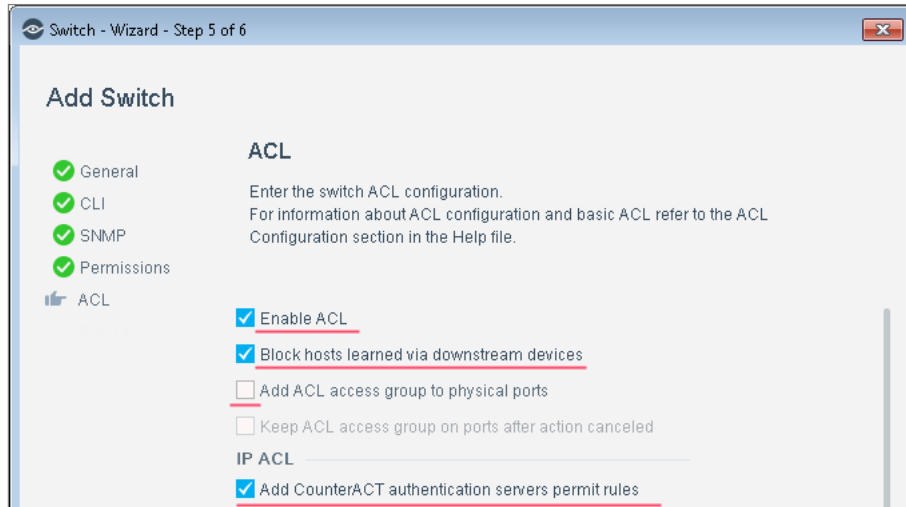 Switch - Wizard - Step 5 of 6
Add Switch
General
CLI
SNMP
Permissions
ACL
ACL
Enter the switch ACL configuration.
For information about ACL configuration and basic ACL refer to the ACL
Configuration section in the Help file.
Enable ACL
Block hosts learned via downstream devices
Add ACL access group to physical ports
Keep ACL access group on ports after action canceled
IP ACL
Add CounterACT authentication servers permit rules